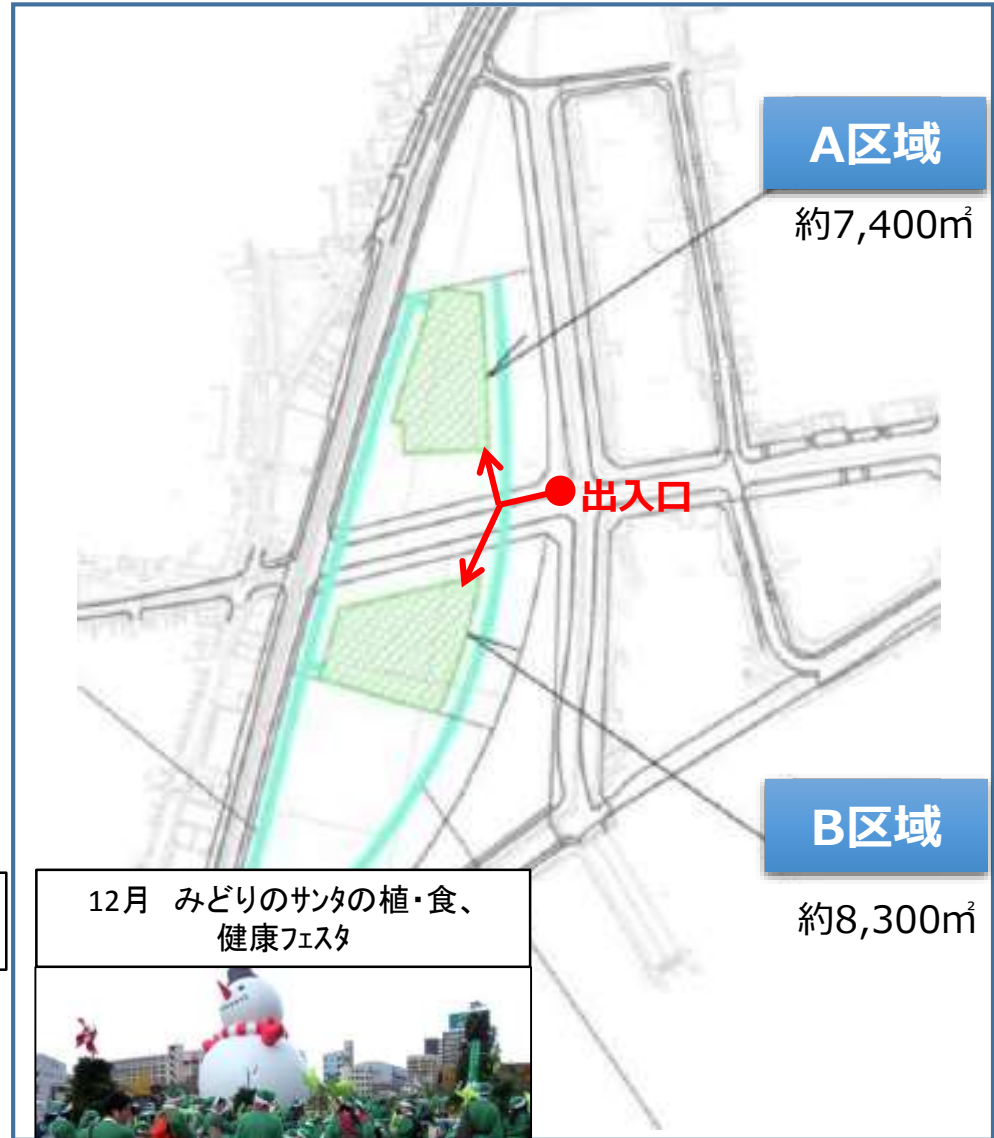 A区域
約7,400㎡
出入口
B区域
約8,300㎡
12月　みどりのサンタの植・食、
健康フェスタ